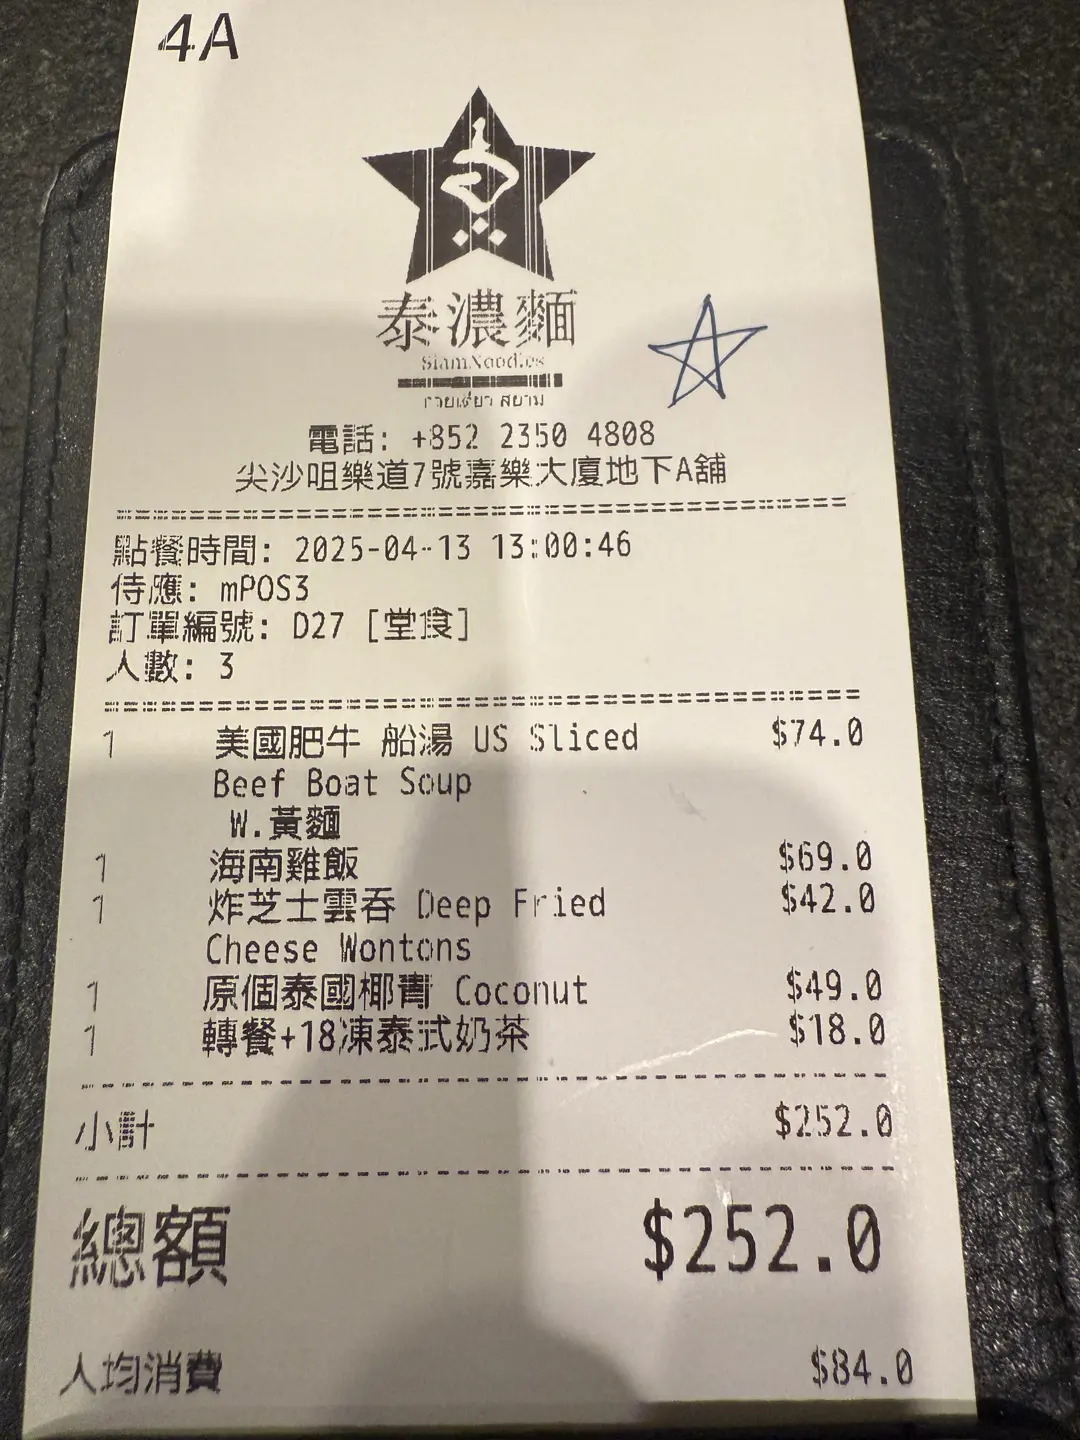 4A
泰濃麵
SiamNoodles
電話: +852 2350 4808
尖沙咀樂道7號嘉樂大廈地下A舖
點餐時間: 2025-04-13 13:00:46
侍應: mPOS3
訂單編號: D27 [堂食]
人數: 3
1 美國肥牛 船湯 US Sliced $74.0
Beef Boat Soup
W.黃麵
1 海南雞飯 $69.0
1 炸芝士雲吞 Deep Fried $42.0
Cheese Wontons
1 原個泰國椰青 Coconut $49.0
1 轉餐+18凍泰式奶茶 $18.0
小計 $252.0
總額 $252.0
人均消費 $84.0